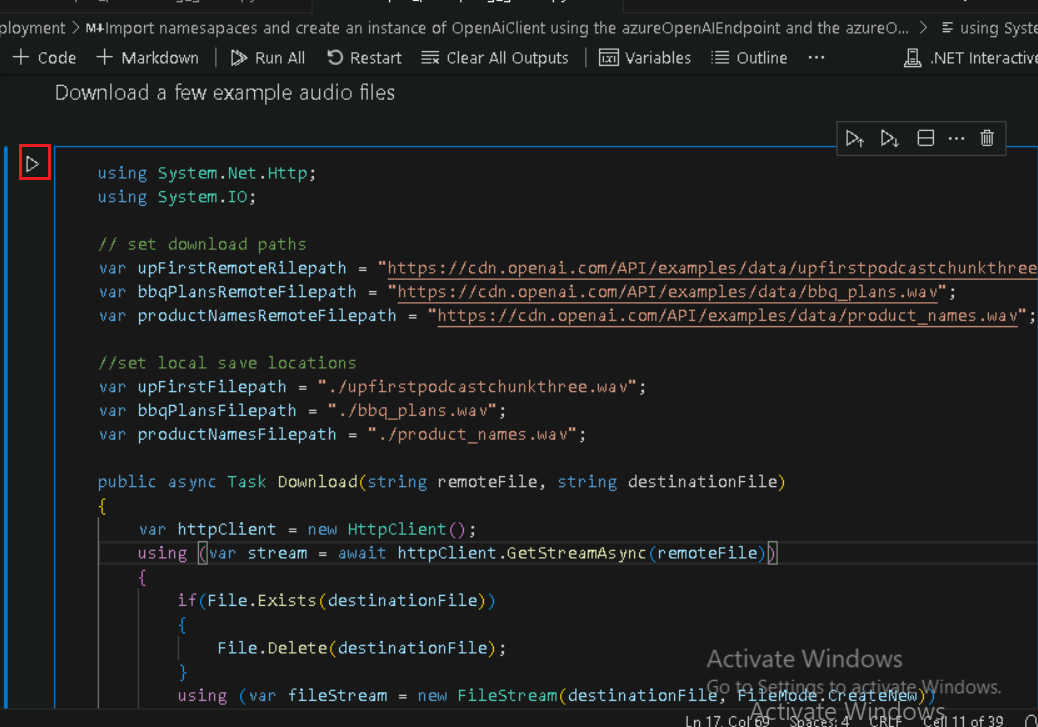 ployment > M↓Import namesapaces and create an instance of OpenAiClient using the azureOpenAIEndpoint and the azureO... > using Syste
+ Code + Markdown Run All Restart Clear All Outputs Variables Outline ... .NET Interactive
Download a few example audio files
using System.Net.Http;
using System.IO;
// set download paths
var upFirstRemoteRilepath = "https://cdn.openai.com/API/examples/data/upfirstpodcastchunkthree
var bbqPlansRemoteFilepath = "https://cdn.openai.com/API/examples/data/bbq_plans.wav";
var productNamesRemoteFilepath = "https://cdn.openai.com/API/examples/data/product_names.wav";
//set local save locations
var upFirstFilepath = "./upfirstpodcastchunkthree.wav";
var bbqPlansFilepath = "./bbq_plans.wav";
var productNamesFilepath = "./product_names.wav";
public async Task Download(string remoteFile, string destinationFile)
{
var httpClient = new HttpClient();
using (var stream = await httpClient.GetStreamAsync(remoteFile))
{
if(File.Exists(destinationFile))
{
File.Delete(destinationFile);
}
using (var fileStream = new FileStream(destinationFile, FileMode.CreateNew))
Activate Windows
Go to Settings to activate Windows.
Activate Windows
Ln 17, Col 69 Spaces: 4 CRLF Cell 11 of 39